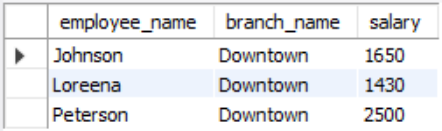 employee_name branch_name salary
Johnson Downtown 1650
Loreena Downtown 1430
Peterson Downtown 2500